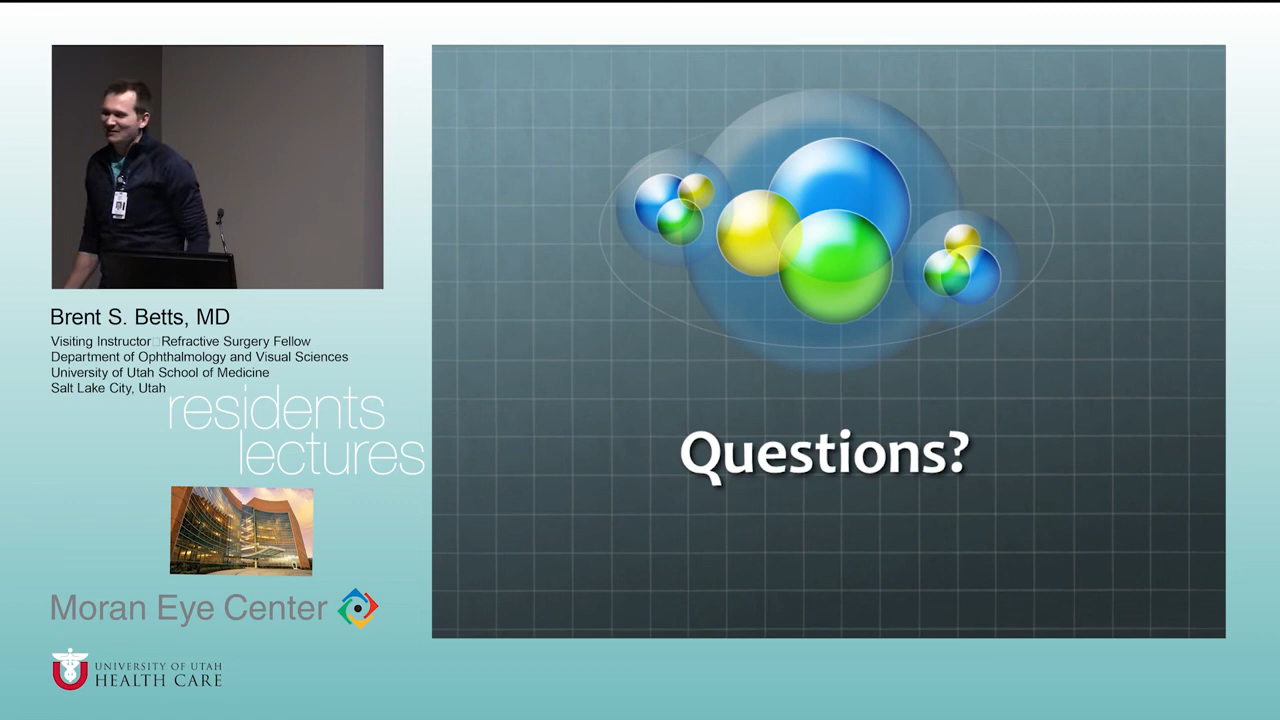 Brent S. Betts, MD
Visiting Instructor□Refractive Surgery Fellow
Department of Ophthalmology and Visual Sciences
University of Utah School of Medicine
Salt Lake City, Utah
residents
lectures
Moran Eye Center
UNIVERSITY OF UTAH
HEALTH CARE
Questions?